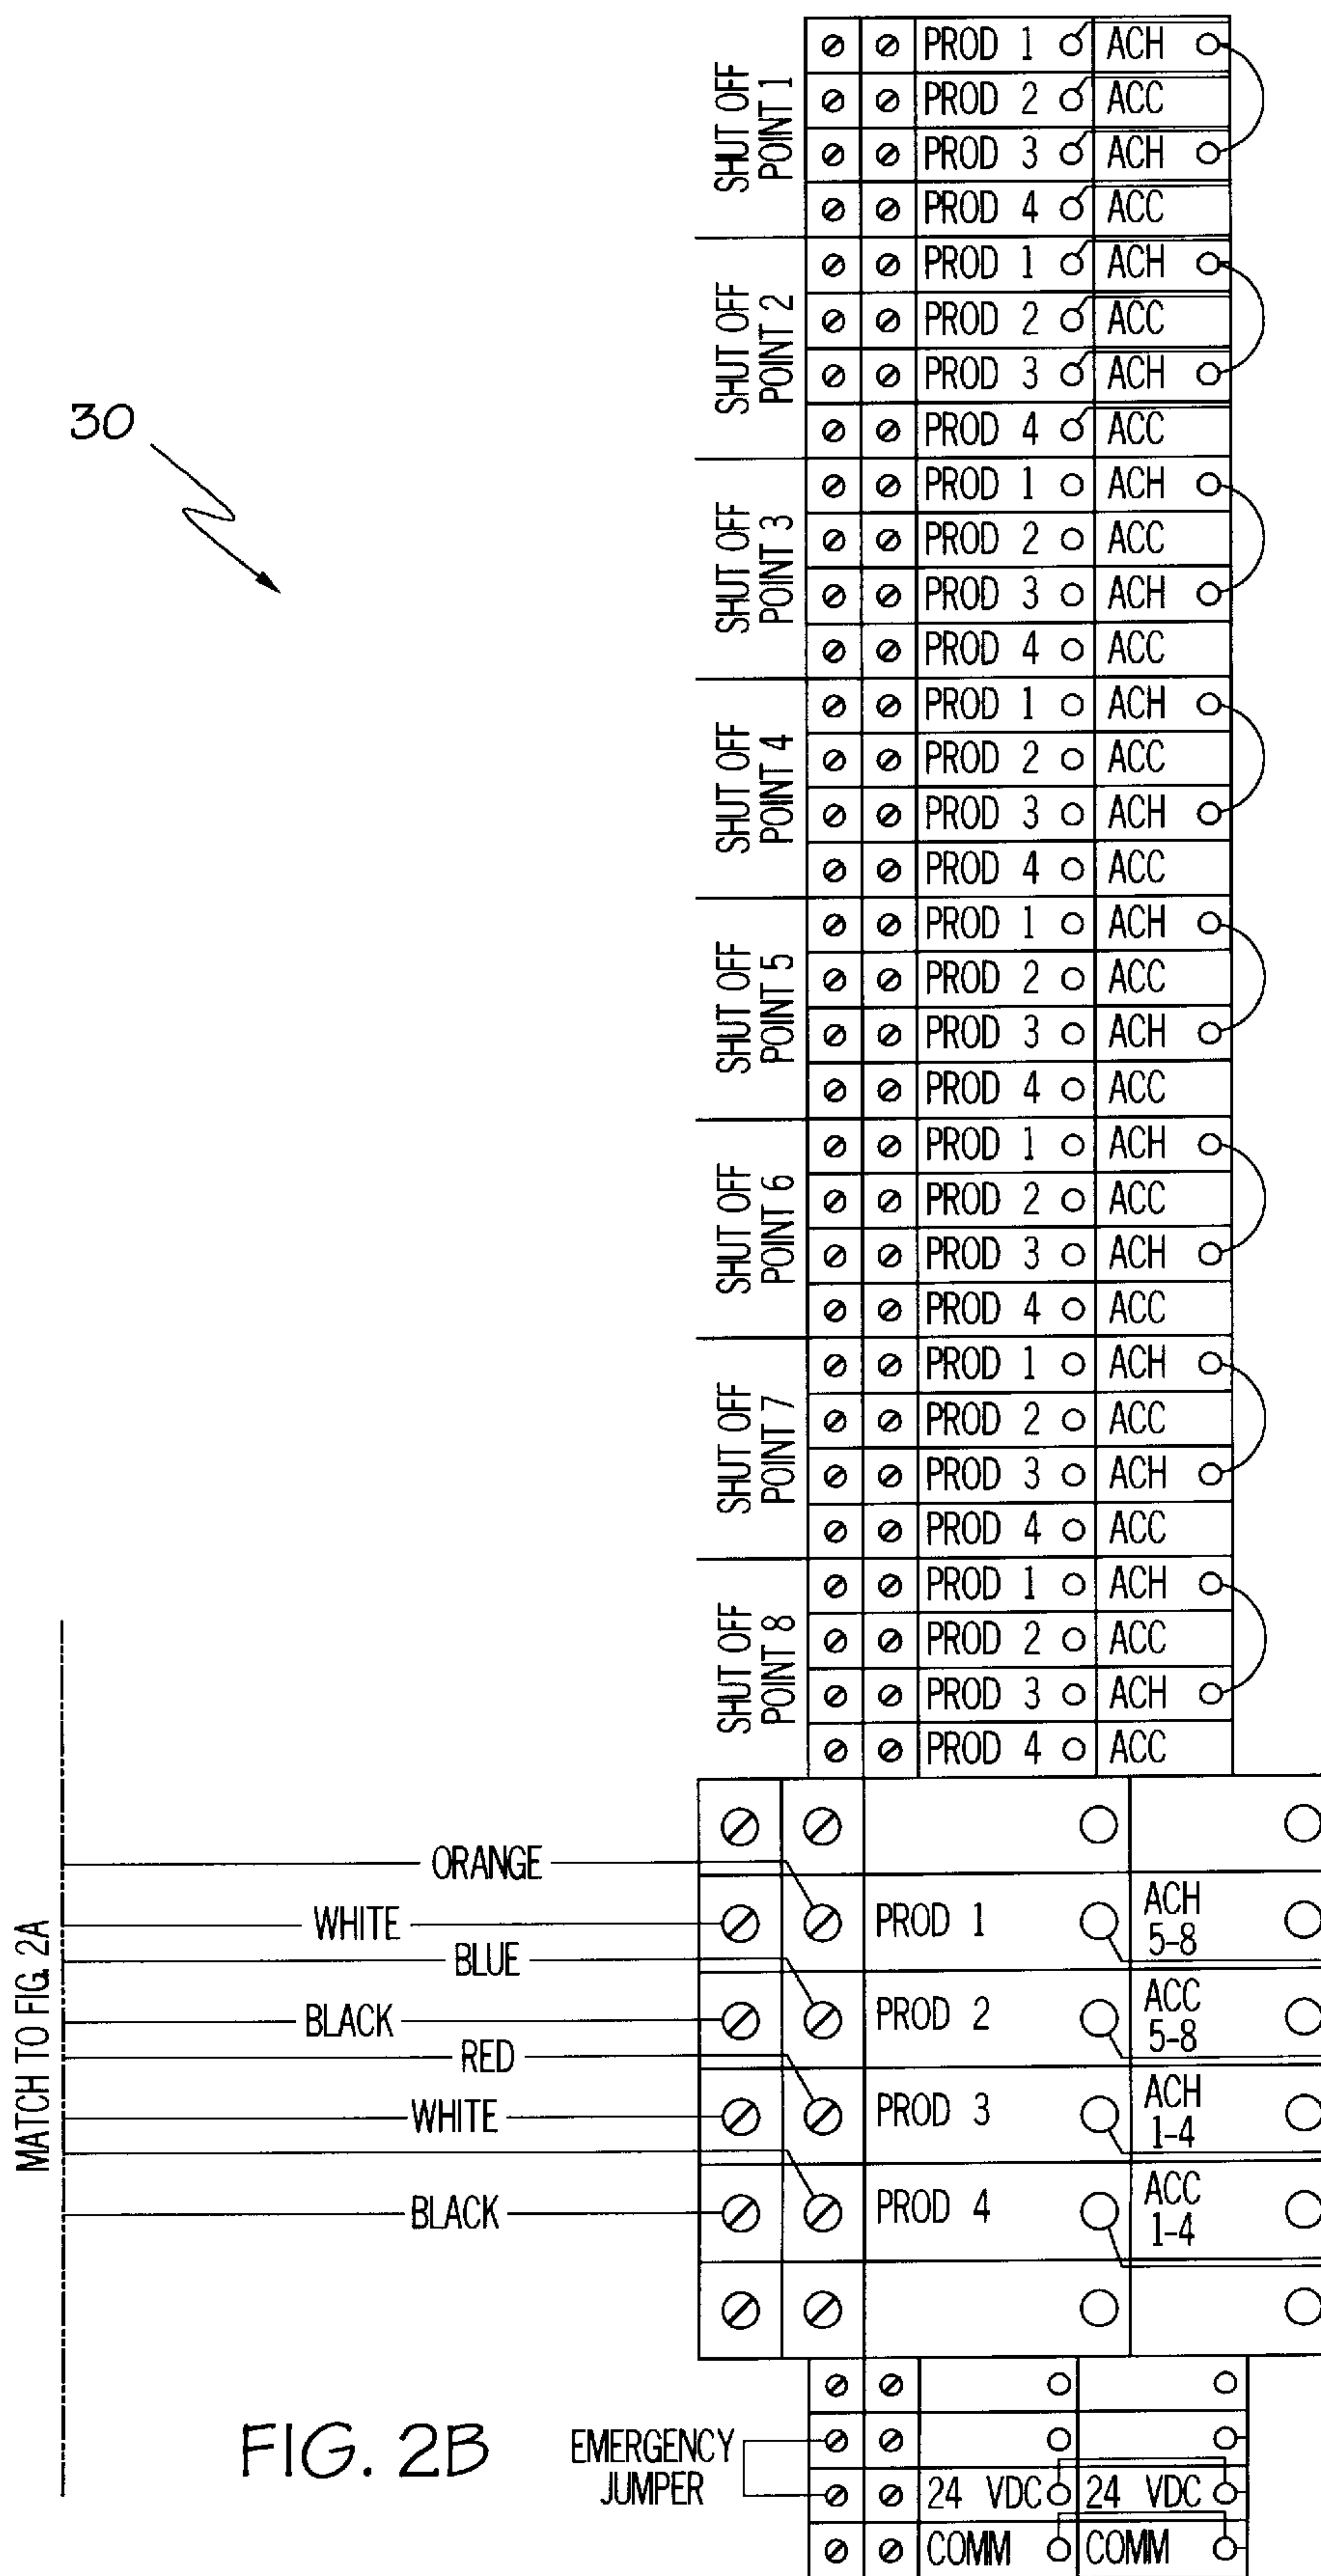 30
SHUT OFF
POINT 1
PROD 1 ACH
PROD 2 ACC
PROD 3 ACH
PROD 4 ACC
SHUT OFF
POINT 2
PROD 1 ACH
PROD 2 ACC
PROD 3 ACH
PROD 4 ACC
SHUT OFF
POINT 3
PROD 1 ACH
PROD 2 ACC
PROD 3 ACH
PROD 4 ACC
SHUT OFF
POINT 4
PROD 1 ACH
PROD 2 ACC
PROD 3 ACH
PROD 4 ACC
SHUT OFF
POINT 5
PROD 1 ACH
PROD 2 ACC
PROD 3 ACH
PROD 4 ACC
SHUT OFF
POINT 6
PROD 1 ACH
PROD 2 ACC
PROD 3 ACH
PROD 4 ACC
SHUT OFF
POINT 7
PROD 1 ACH
PROD 2 ACC
PROD 3 ACH
PROD 4 ACC
SHUT OFF
POINT 8
PROD 1 ACH
PROD 2 ACC
PROD 3 ACH
PROD 4 ACC
MATCH TO FIG. 2A
ORANGE
WHITE
BLUE
BLACK
RED
WHITE
BLACK
PROD 1
ACH
5-8
PROD 2
ACC
5-8
PROD 3
ACH
1-4
PROD 4
ACC
1-4
EMERGENCY
JUMPER
24 VDC 24 VDC
COMM COMM
FIG. 2B